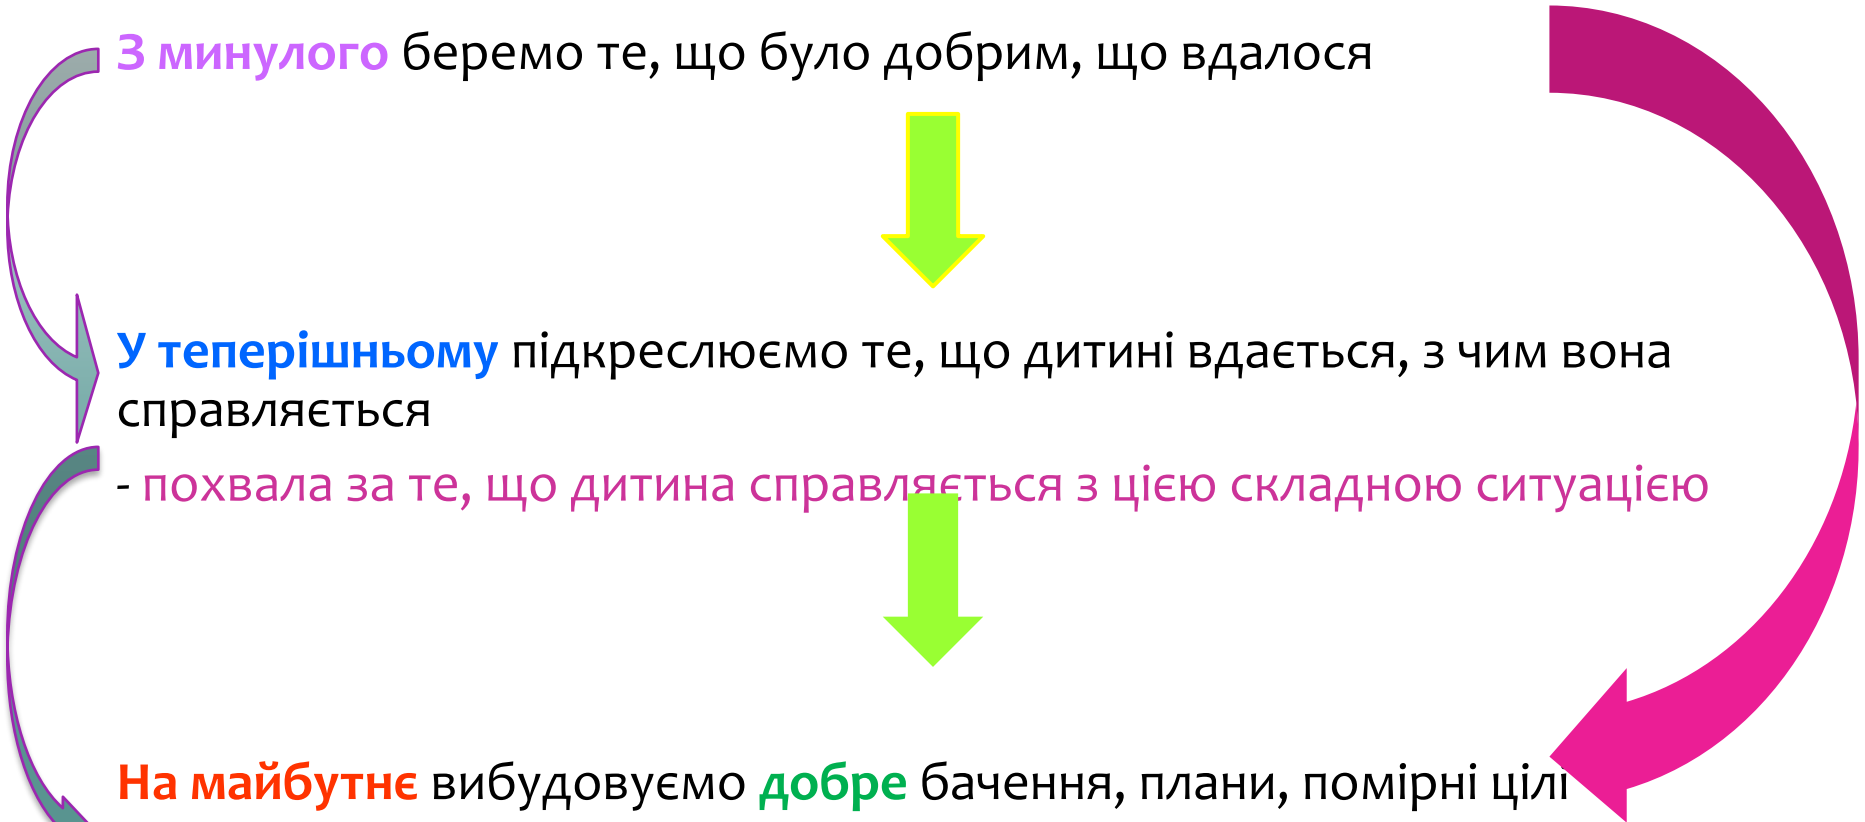 З минулого беремо те, що було добрим, що вдалося
У теперішньому підкреслюємо те, що дитині вдається, з чим вона
справляється
- похвала за те, що дитина справляється з цією складною ситуацією
На майбутнє вибудовуємо добре бачення, плани, помірні цілі